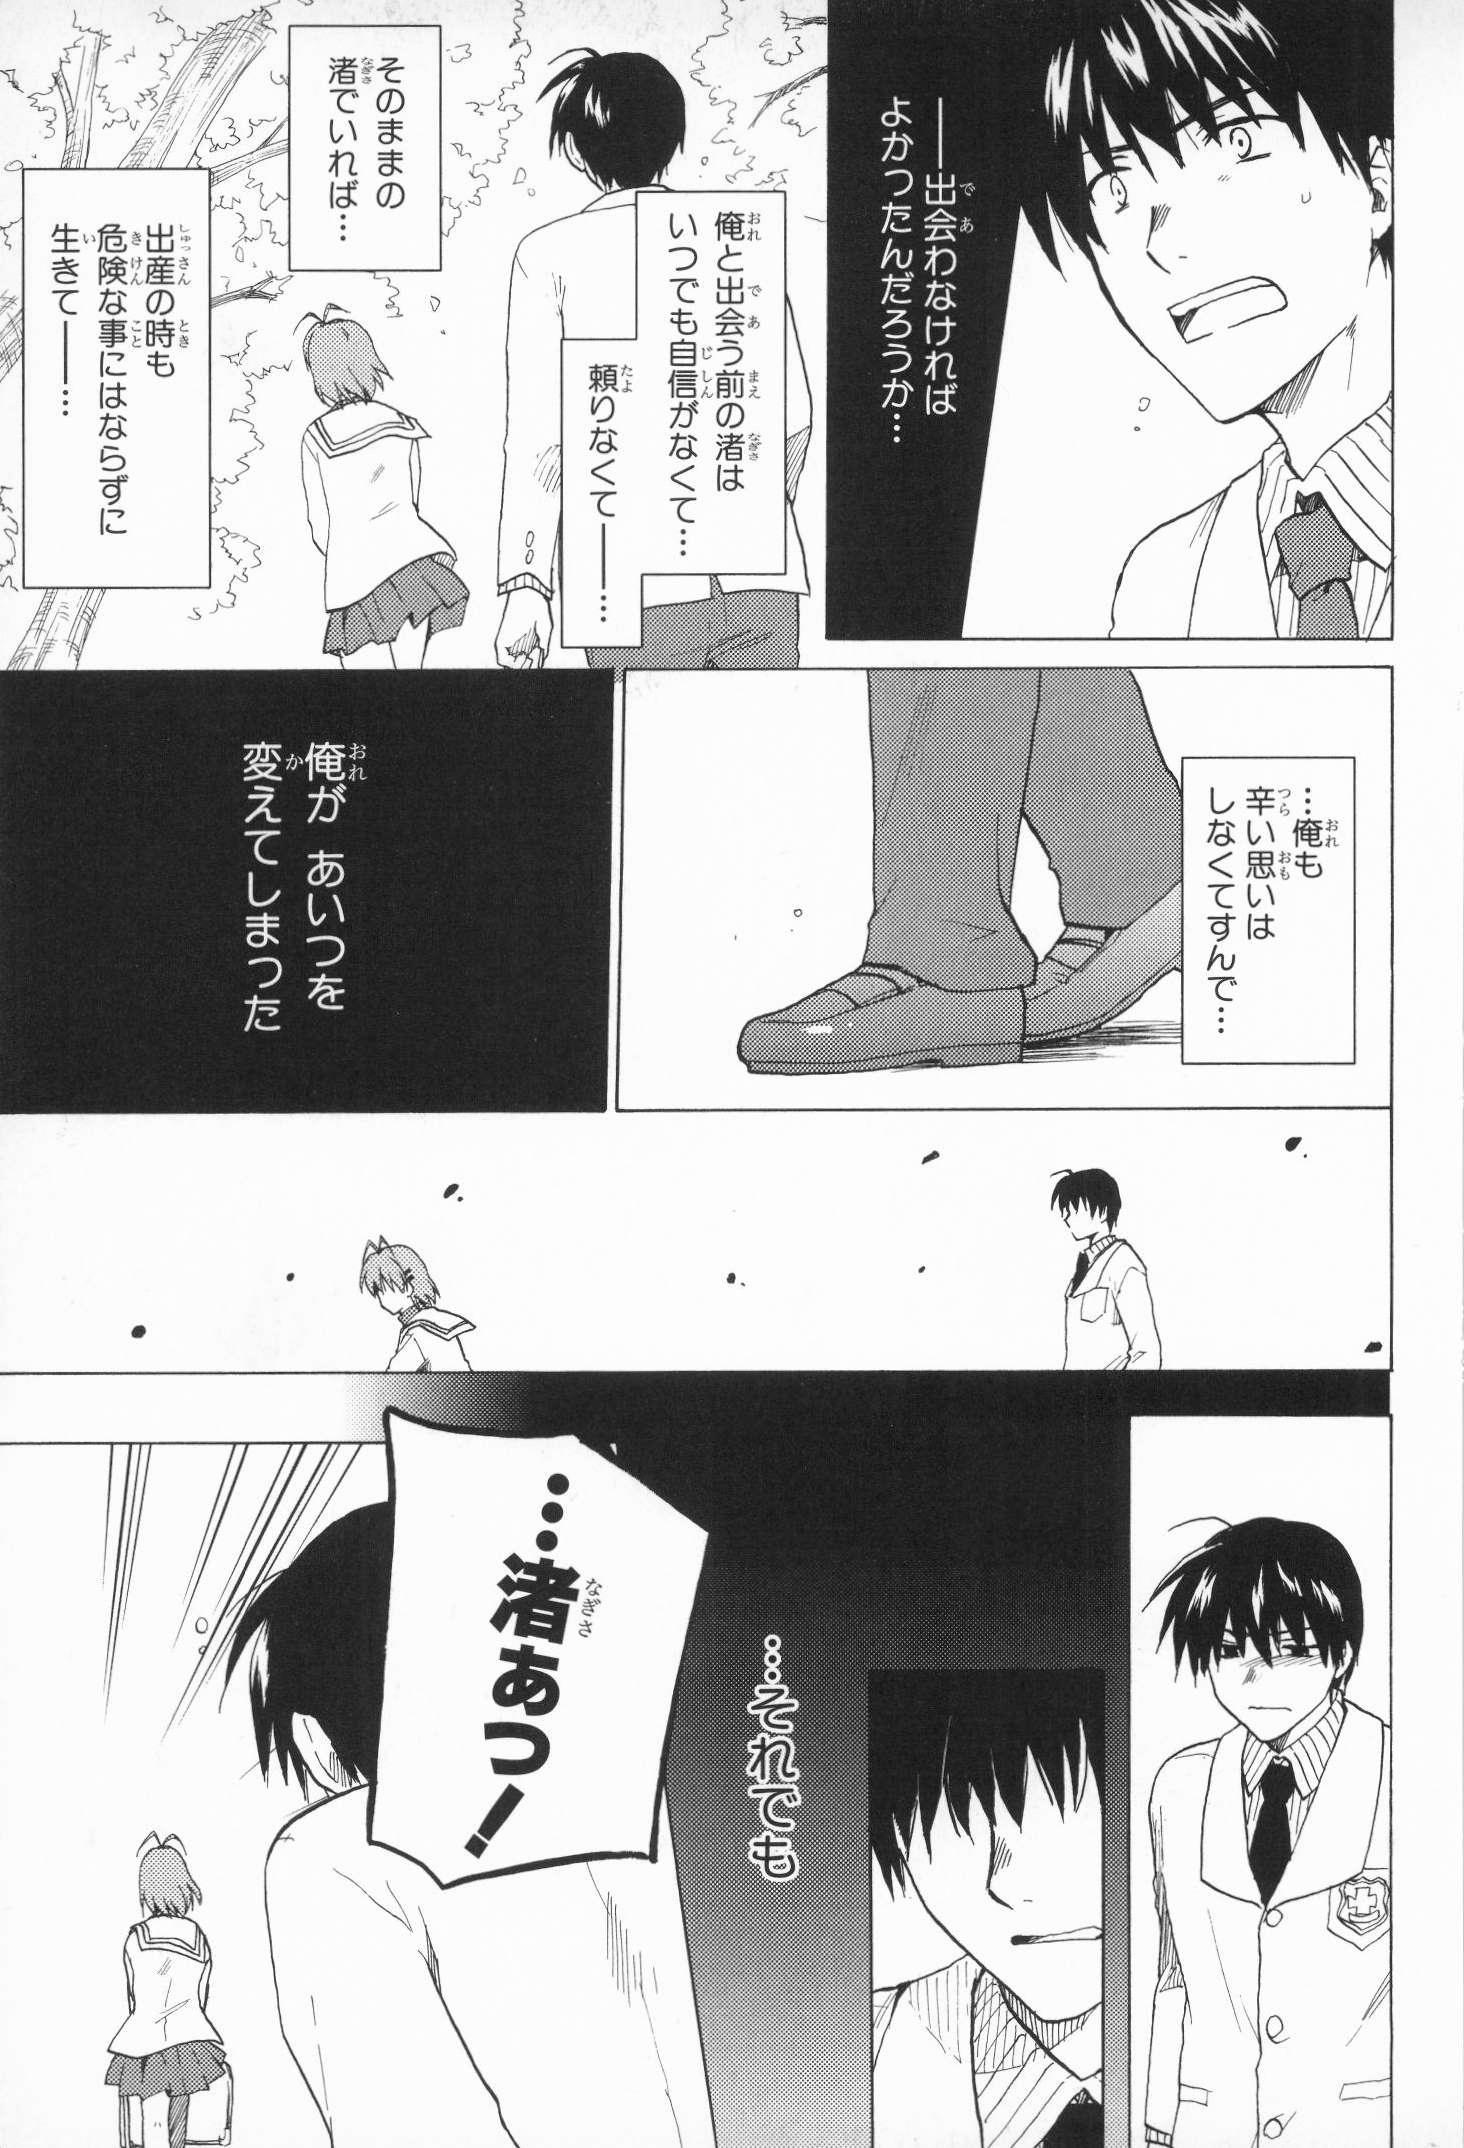 ――出会わなければ
よかったんだろうか…
俺と出会う前の渚は
いつでも自信がなくて…
頼りなくて――…
そのままの
渚でいれば…
出産の時も
危険な事にはならずに
生きて――…
…俺も
辛い思いは
しなくてすんで…
俺が あいつを
変えてしまった
…それでも
…渚あっ！